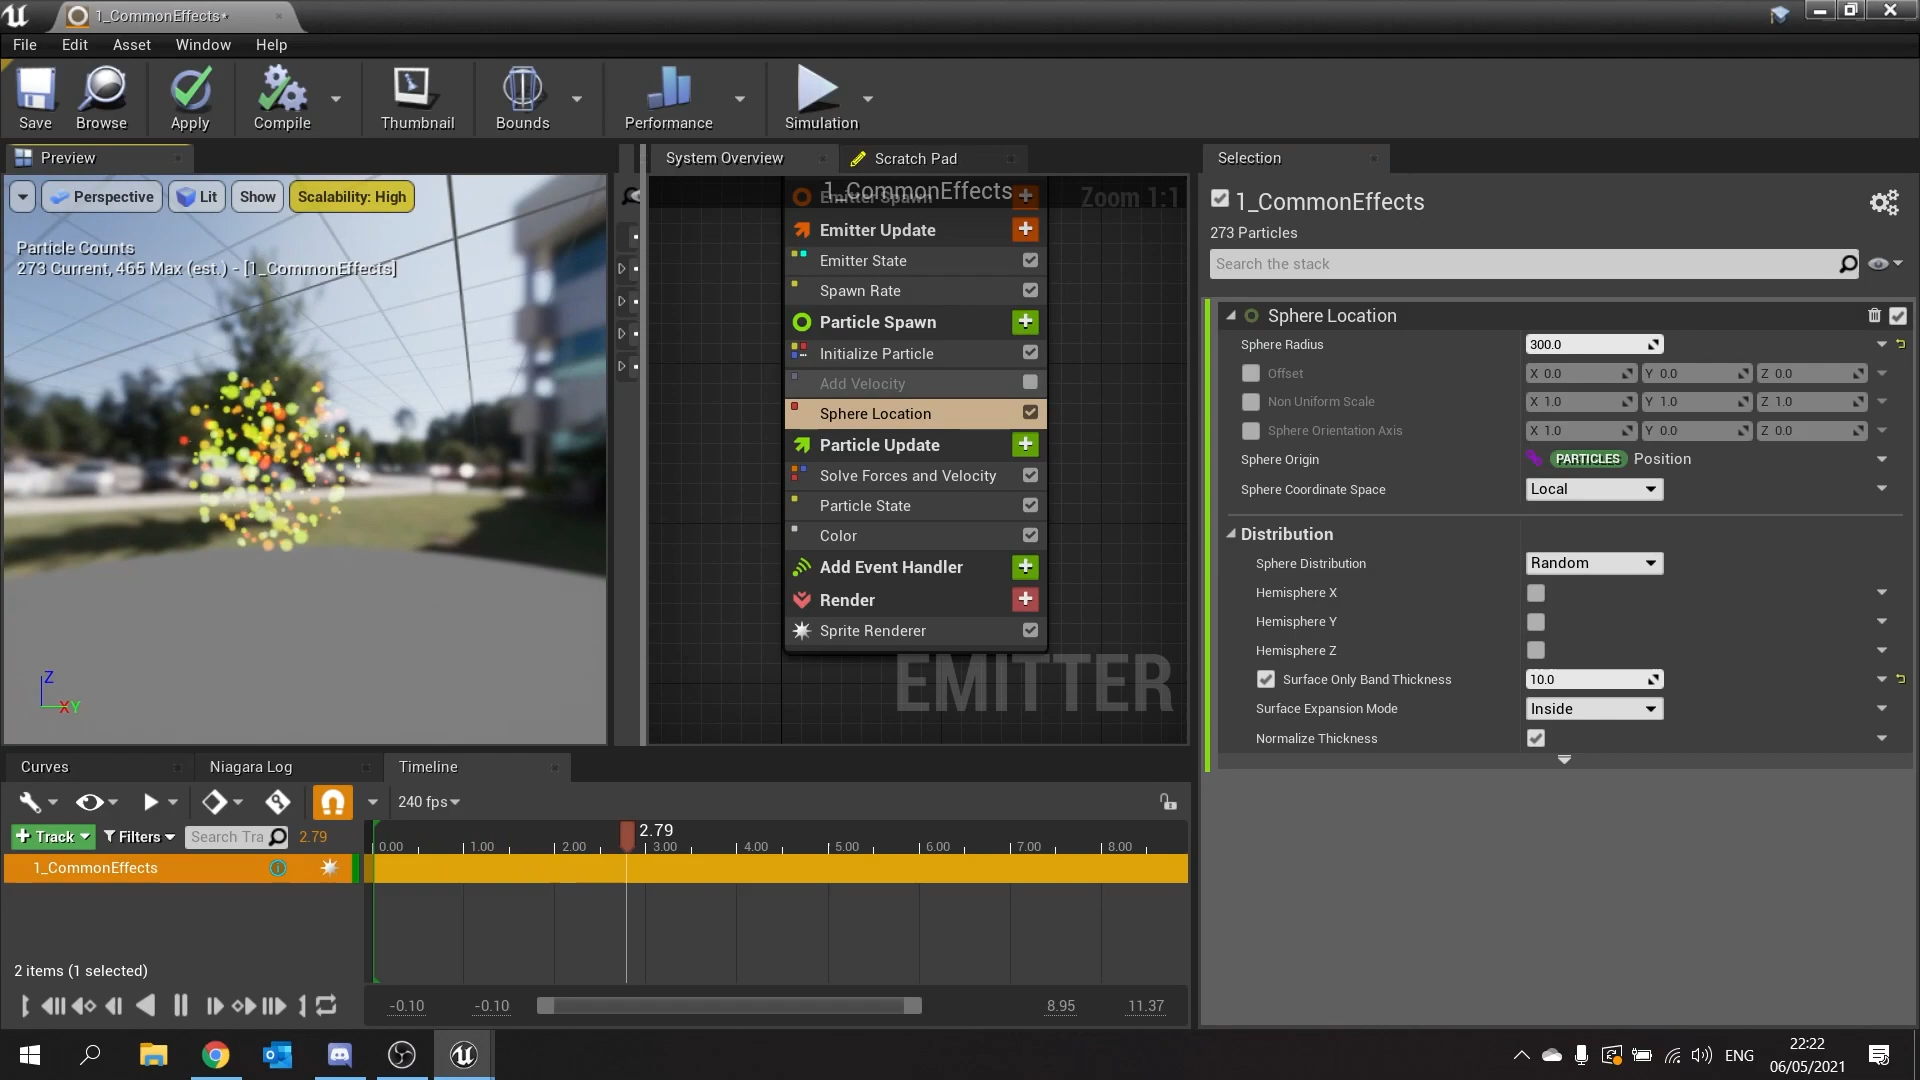 1_CommonEffects*
File Edit Asset Window Help
Save Browse Apply Compile Thumbnail Bounds Performance Simulation
Preview
Perspective Lit Show Scalability: High
Particle Counts
273 Current, 465 Max (est.) - [1_CommonEffects]
Z
X Y
System Overview Scratch Pad
1_CommonEffects
Zoom 1:1
Emitter Spawn
Emitter Update
Emitter State
Spawn Rate
Particle Spawn
Initialize Particle
Add Velocity
Sphere Location
Particle Update
Solve Forces and Velocity
Particle State
Color
Add Event Handler
Render
Sprite Renderer
EMITTER
Selection
1_CommonEffects
273 Particles
Search the stack
Sphere Location
Sphere Radius 300.0
Offset X 0.0 Y 0.0 Z 0.0
Non Uniform Scale X 1.0 Y 1.0 Z 1.0
Sphere Orientation Axis X 1.0 Y 0.0 Z 0.0
Sphere Origin PARTICLES Position
Sphere Coordinate Space Local
Distribution
Sphere Distribution Random
Hemisphere X
Hemisphere Y
Hemisphere Z
Surface Only Band Thickness 10.0
Surface Expansion Mode Inside
Normalize Thickness
Curves Niagara Log Timeline
240 fps
+ Track Filters Search Tra 2.79
2.79
0.00 1.00 2.00 3.00 4.00 5.00 6.00 7.00 8.00
1_CommonEffects
2 items (1 selected)
-0.10 -0.10 8.95 11.37
ENG
22:22
06/05/2021